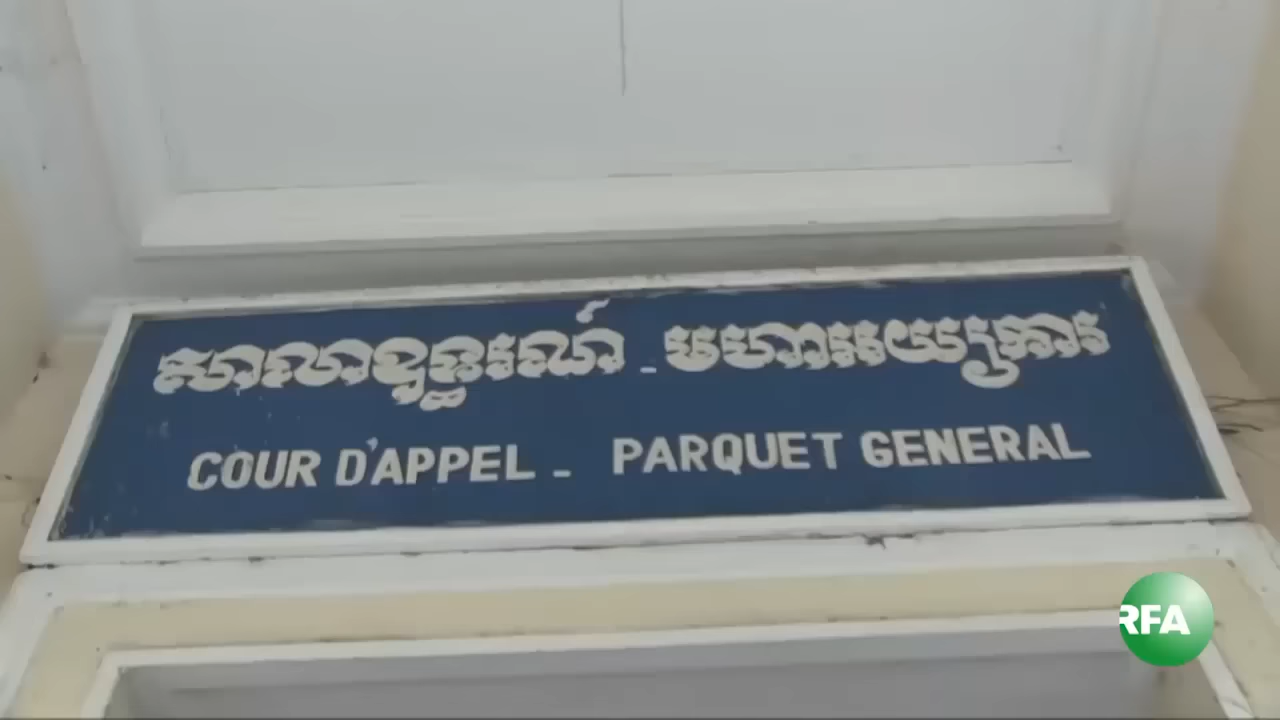 សាលាឧទ្ធរណ៍ - មហាអយ្យការ
COUR D'APPEL - PARQUET GENERAL
RFA